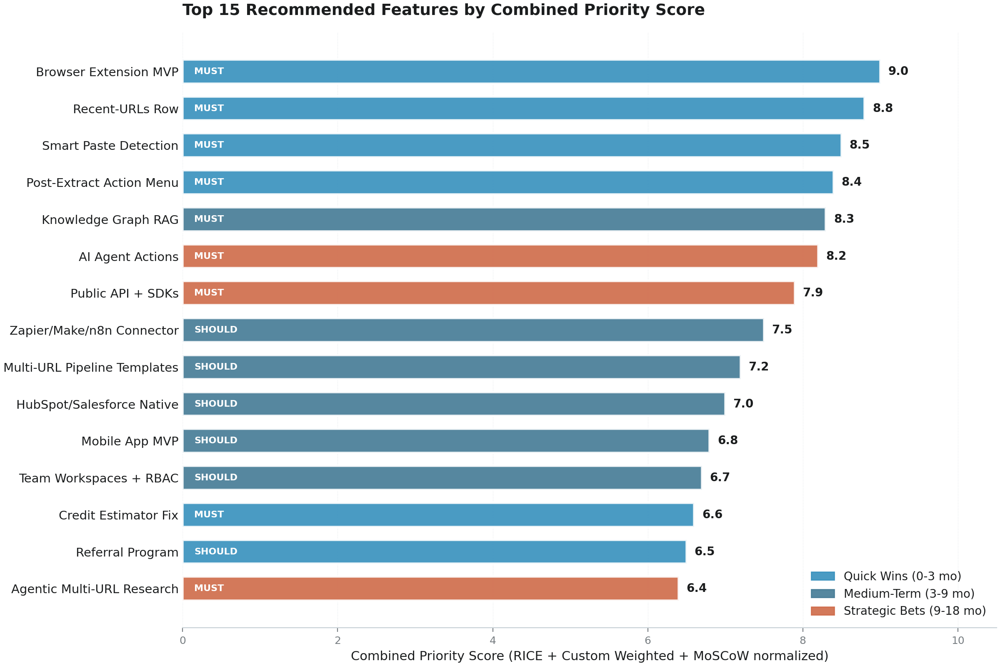 Top 15 Recommended Features by Combined Priority Score
Browser Extension MVP MUST 9.0
Recent-URLs Row MUST 8.8
Smart Paste Detection MUST 8.5
Post-Extract Action Menu MUST 8.4
Knowledge Graph RAG MUST 8.3
AI Agent Actions MUST 8.2
Public API + SDKs MUST 7.9
Zapier/Make/n8n Connector SHOULD 7.5
Multi-URL Pipeline Templates SHOULD 7.2
HubSpot/Salesforce Native SHOULD 7.0
Mobile App MVP SHOULD 6.8
Team Workspaces + RBAC SHOULD 6.7
Credit Estimator Fix MUST 6.6
Referral Program SHOULD 6.5
Agentic Multi-URL Research MUST 6.4
Quick Wins (0-3 mo)
Medium-Term (3-9 mo)
Strategic Bets (9-18 mo)
0 2 4 6 8 10
Combined Priority Score (RICE + Custom Weighted + MoSCoW normalized)